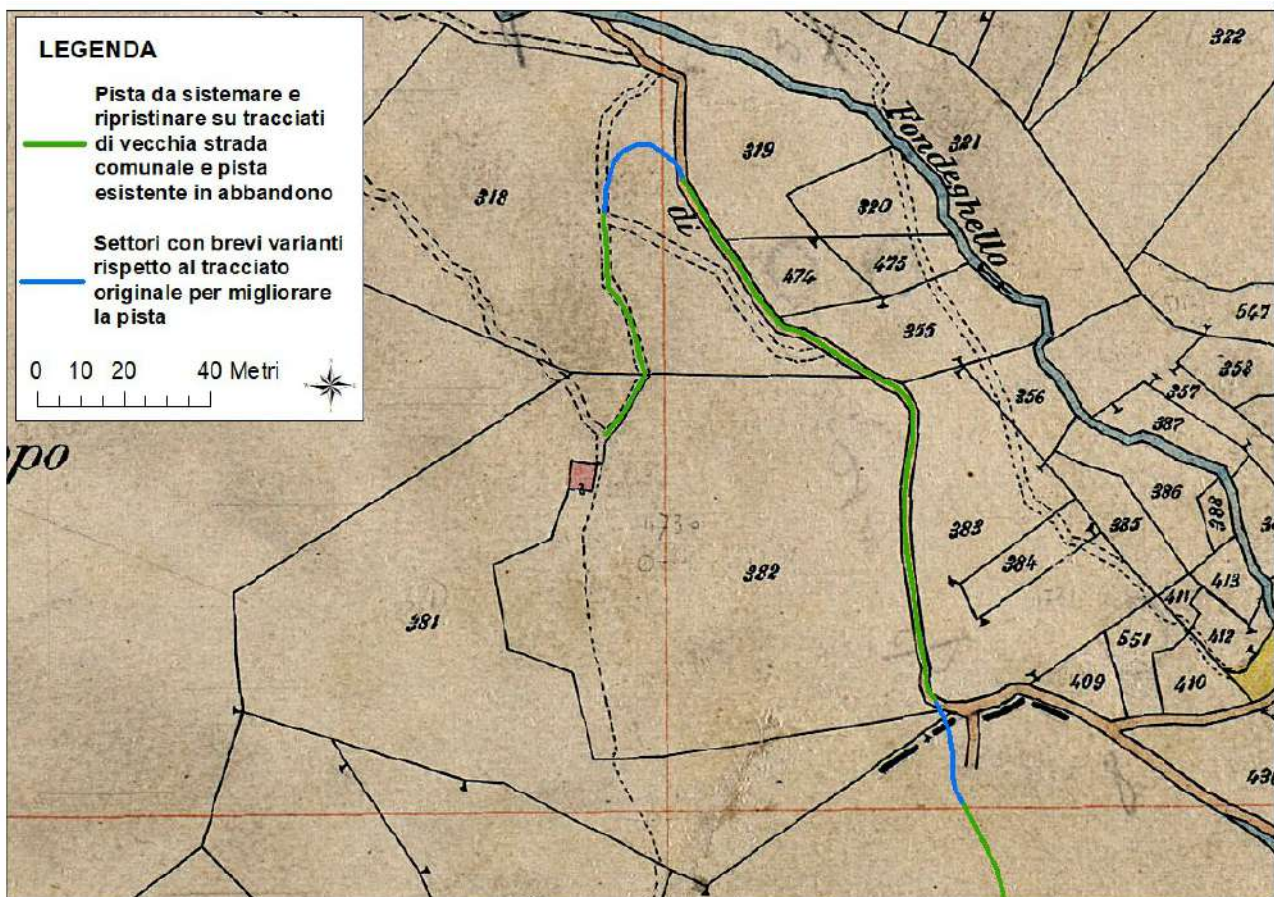 LEGENDA
Pista da sistemare e
ripristinare su tracciati
di vecchia strada
comunale e pista
esistente in abbandono
Settori con brevi varianti
rispetto al tracciato
originale per migliorare
la pista
0 10 20 40 Metri
322
321
319
Fondeghello
318
320
di
474
475
547
355
358
356
357
387
po
386
388
383
385
4730
382
384
413
411
381
412
551
409
410